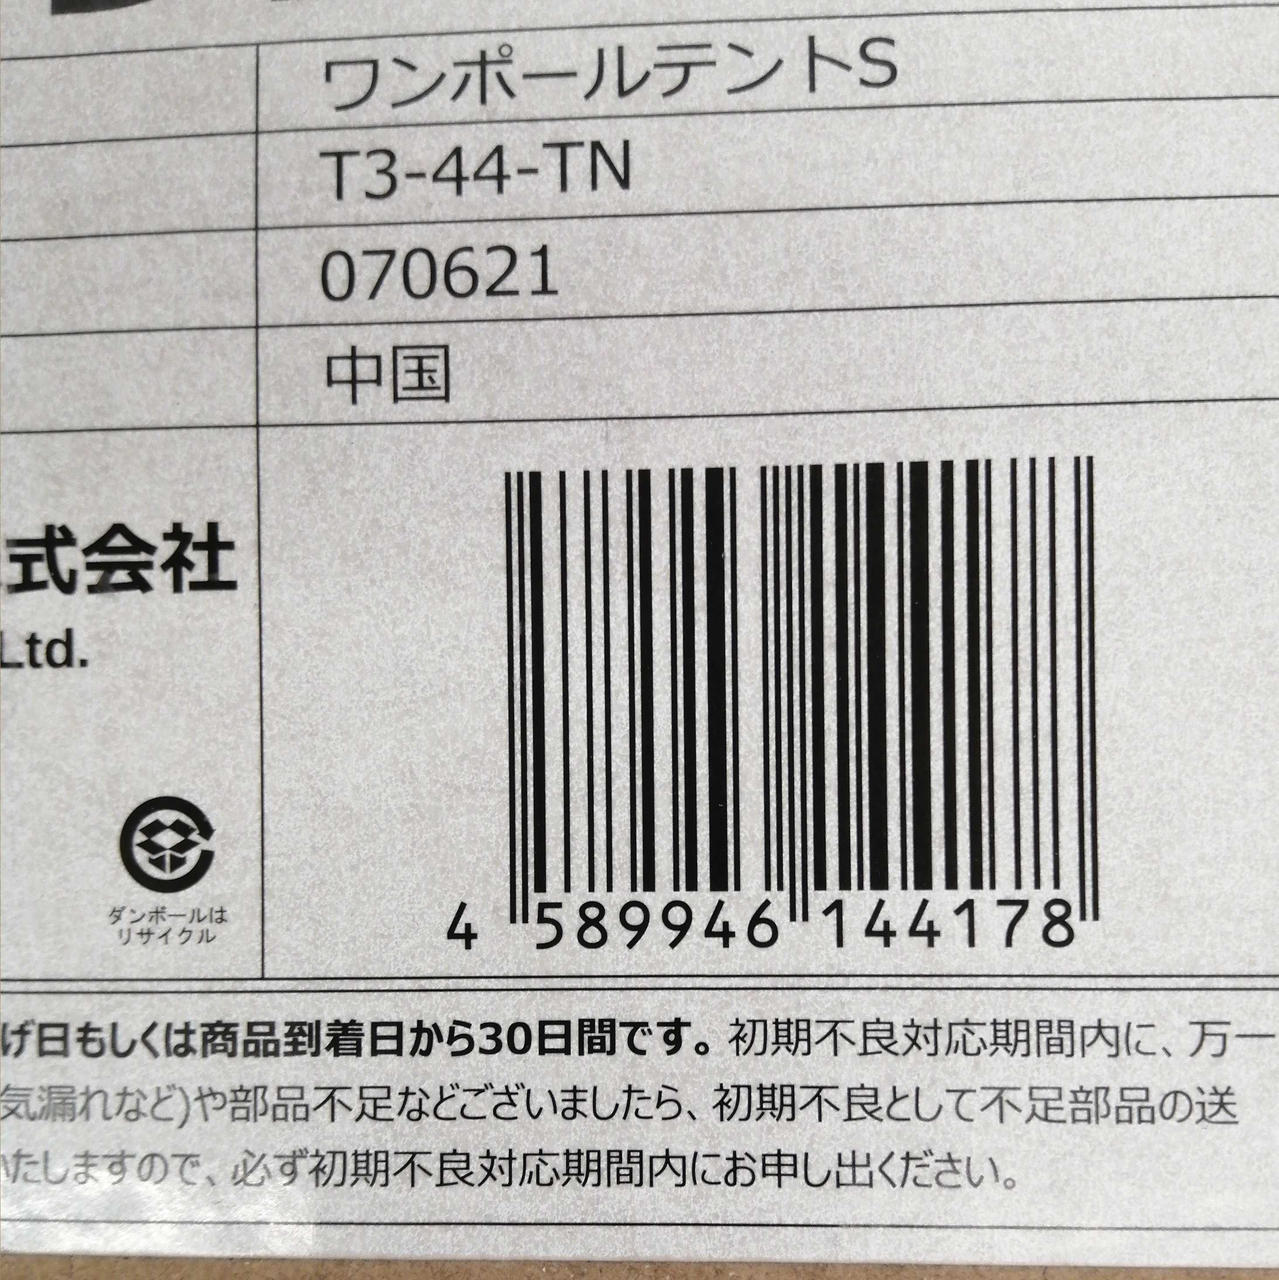 ワンポールテントS
T3-44-TN
070621
中国
式会社
Ltd.
ダンボールは
リサイクル
4 589946 144178
げ日もしくは商品到着日から30日間です。初期不良対応期間内に、万一
気漏れなど)や部品不足などございましたら、初期不良として不足部品の送
いたしますので、必ず初期不良対応期間内にお申し出ください。